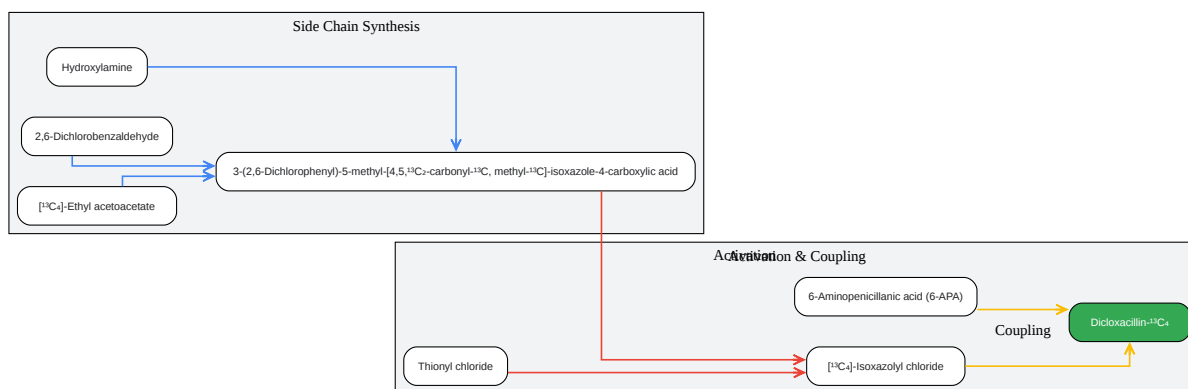 Side Chain Synthesis
Hydroxylamine
2,6-Dichlorobenzaldehyde
3-(2,6-Dichlorophenyl)-5-methyl-[4,5,¹³C₂-carbonyl-¹³C, methyl-¹³C]-isoxazole-4-carboxylic acid
[¹³C₄]-Ethyl acetoacetate
Activation
Activation & Coupling
6-Aminopenicillanic acid (6-APA)
Dicloxacillin-¹³C₄
Coupling
Thionyl chloride
[¹³C₄]-Isoxazolyl chloride